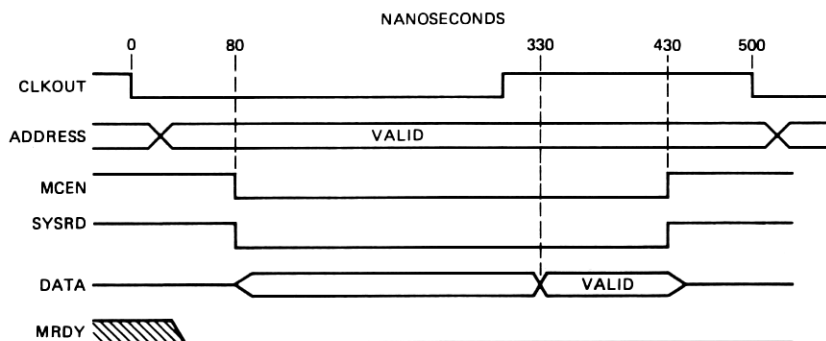 NANOSECONDS
0 80 330 430 500
CLKOUT
ADDRESS VALID
MCEN
SYSRD
DATA VALID
MRDY